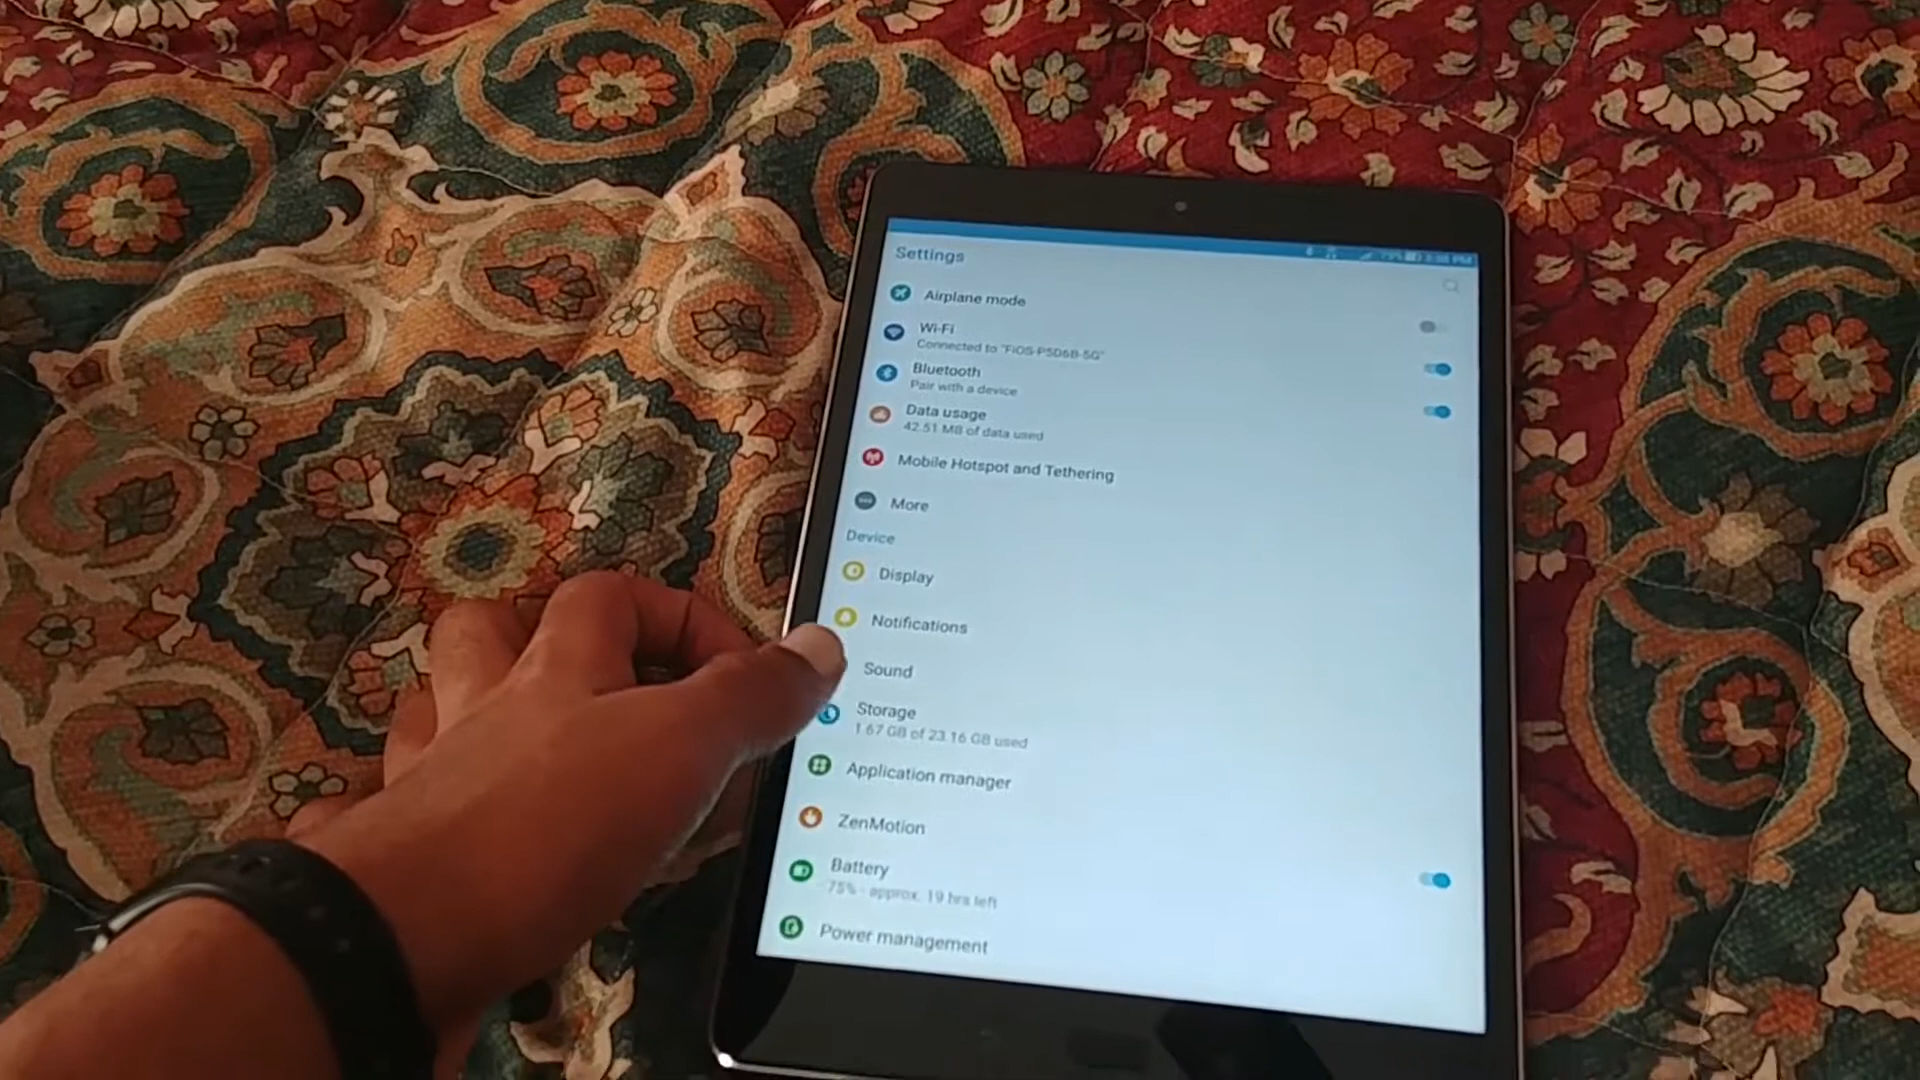 Settings
Airplane mode
Wi-Fi
Connected to "FiOS-P5D6B-5G"
Bluetooth
Pair with a device
Data usage
42.51 MB of data used
Mobile Hotspot and Tethering
More
Device
Display
Notifications
Sound
Storage
1.67 GB of 23.16 GB used
Application manager
ZenMotion
Battery
75% - approx. 19 hrs left
Power management